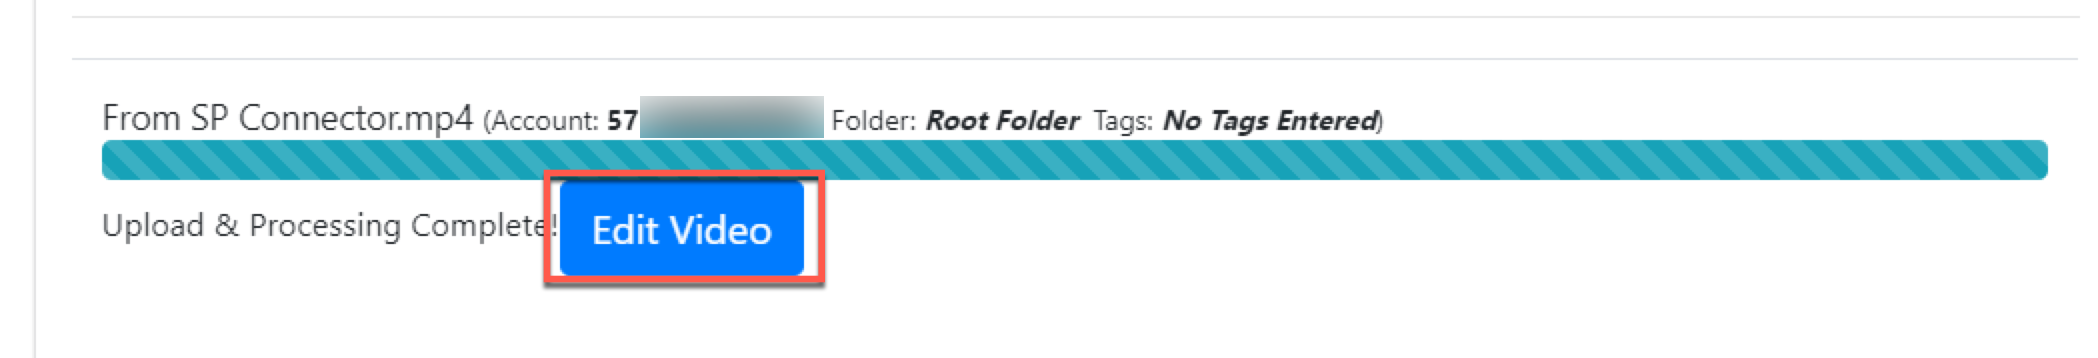 From SP Connector.mp4 (Account: 57 Folder: Root Folder Tags: No Tags Entered)
Upload & Processing Complete! Edit Video